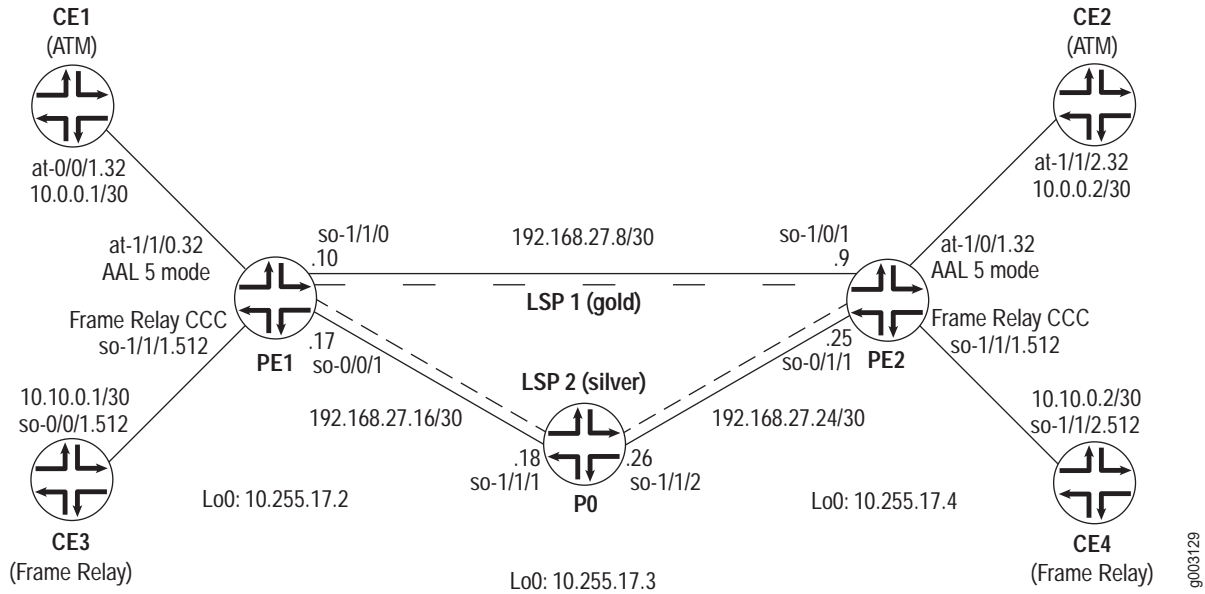 CE1
(ATM)
CE2
(ATM)
at-0/0/1.32
10.0.0.1/30
at-1/1/2.32
10.0.0.2/30
at-1/1/0.32
AAL 5 mode
so-1/1/0
.10
192.168.27.8/30
so-1/0/1
.9
at-1/0/1.32
AAL 5 mode
LSP 1 (gold)
Frame Relay CCC
so-1/1/1.512
PE1
.17
so-0/0/1
.25
so-0/1/1
PE2
Frame Relay CCC
so-1/1/1.512
LSP 2 (silver)
10.10.0.1/30
so-0/0/1.512
192.168.27.16/30
192.168.27.24/30
10.10.0.2/30
so-1/1/2.512
.18
so-1/1/1
.26
so-1/1/2
P0
Lo0: 10.255.17.2
Lo0: 10.255.17.4
CE3
(Frame Relay)
CE4
(Frame Relay)
Lo0: 10.255.17.3
g003129